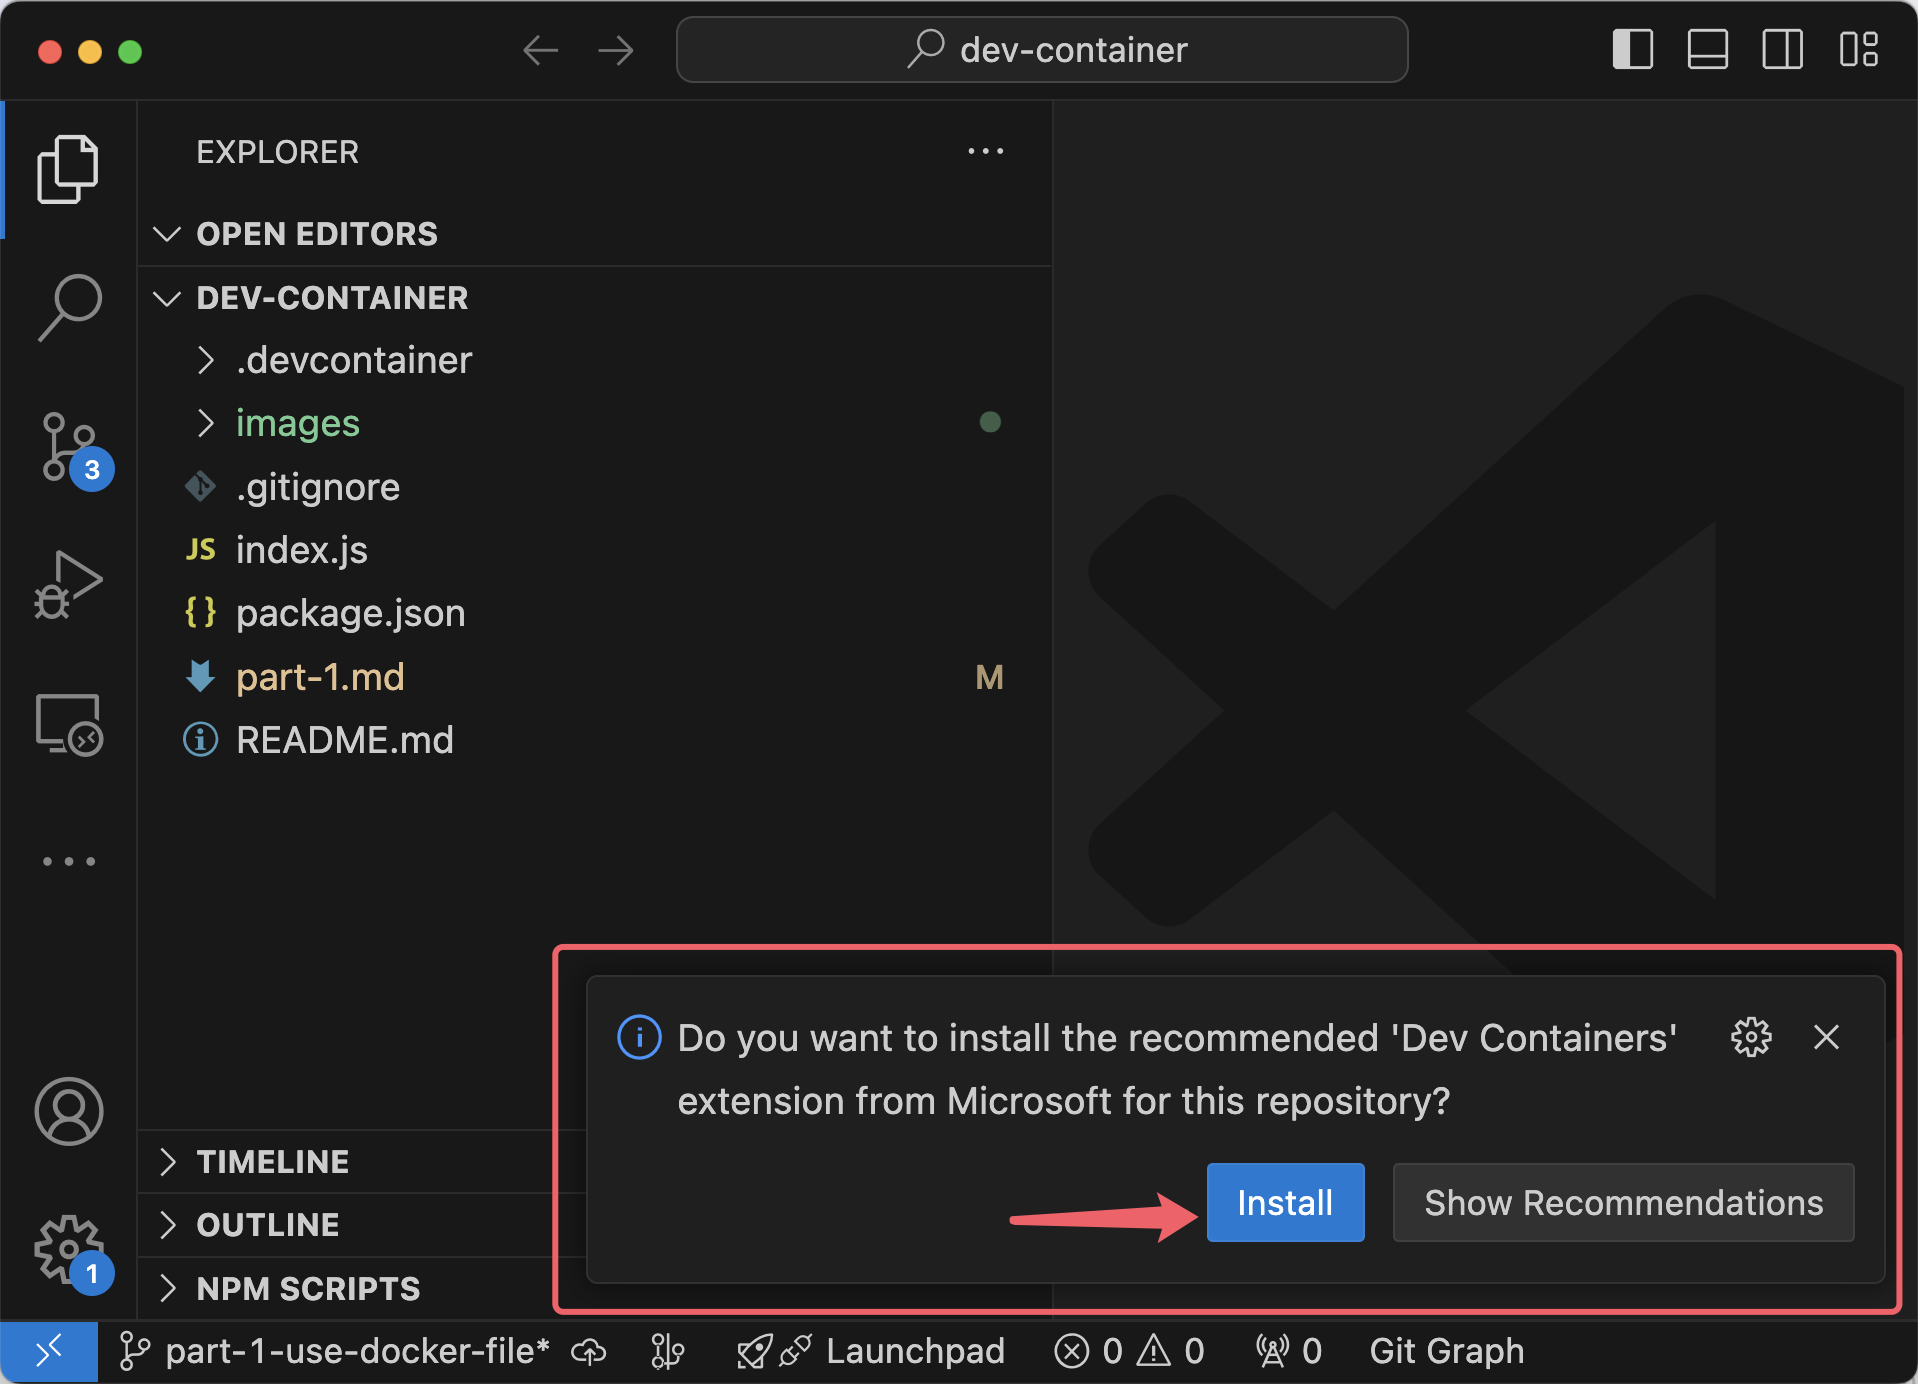 dev-container
EXPLORER
OPEN EDITORS
DEV-CONTAINER
.devcontainer
images
.gitignore
JS index.js
{} package.json
part-1.md M
README.md
3
Do you want to install the recommended 'Dev Containers'
extension from Microsoft for this repository?
Install Show Recommendations
TIMELINE
OUTLINE
NPM SCRIPTS
1
part-1-use-docker-file* Launchpad 0 0 0 Git Graph